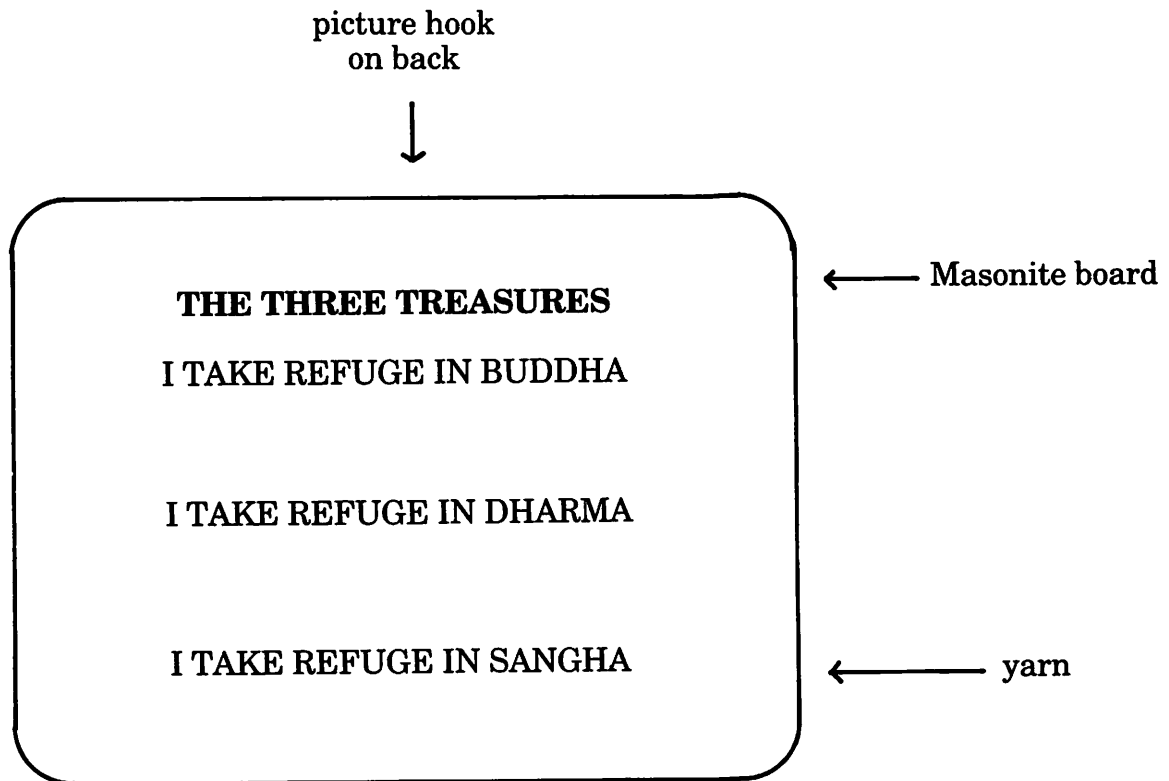 picture hook
on back
Masonite board
THE THREE TREASURES
I TAKE REFUGE IN BUDDHA
I TAKE REFUGE IN DHARMA
I TAKE REFUGE IN SANGHA
yarn